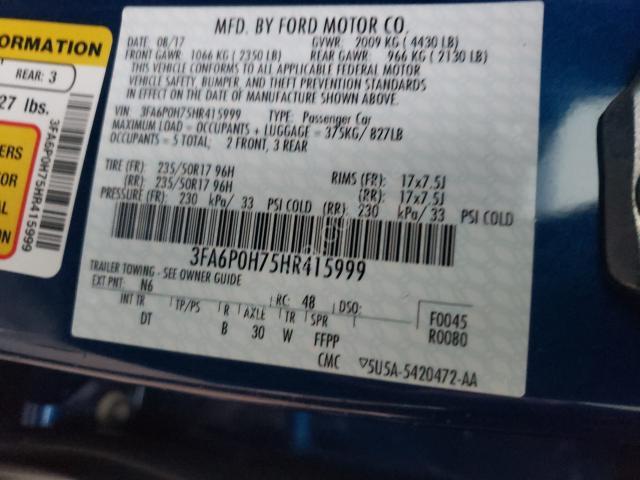 MFD. BY FORD MOTOR CO.
DATE: 08/17 GVWR: 2009 KG ( 4430 LB)
FRONT GAWR: 1066 KG ( 2350 LB) REAR GAWR: 966 KG ( 2130 LB)
THIS VEHICLE CONFORMS TO ALL APPLICABLE FEDERAL MOTOR
VEHICLE SAFETY, BUMPER, AND THEFT PREVENTION STANDARDS
IN EFFECT ON THE DATE OF MANUFACTURE SHOWN ABOVE.
VIN: 3FA6P0H75HR415999 TYPE: Passenger Car
MAXIMUM LOAD = OCCUPANTS + LUGGAGE = 375KG/ 827LB
OCCUPANTS = 5 TOTAL: 2 FRONT, 3 REAR
TIRE (FR): 235/50R17 96H RIMS (FR): 17x7.5J
(RR): 235/50R17 96H (RR): 17x7.5J
PRESSURE (FR): 230 kPa/ 33 PSI COLD (RR): 230 kPa/ 33 PSI COLD
3FA6P0H75HR415999
TRAILER TOWING - SEE OWNER GUIDE
EXT PNT: N6 RC: 48 DSO: F0045
INT TR TP/PS R AXLE TR SPR R0080
DT B 30 W FFPP
CMC 5U5A-5420472-AA
ORMATION
REAR: 3
27 lbs.
ERS
TOR
AL
ON
3FA6P0H75HR415999